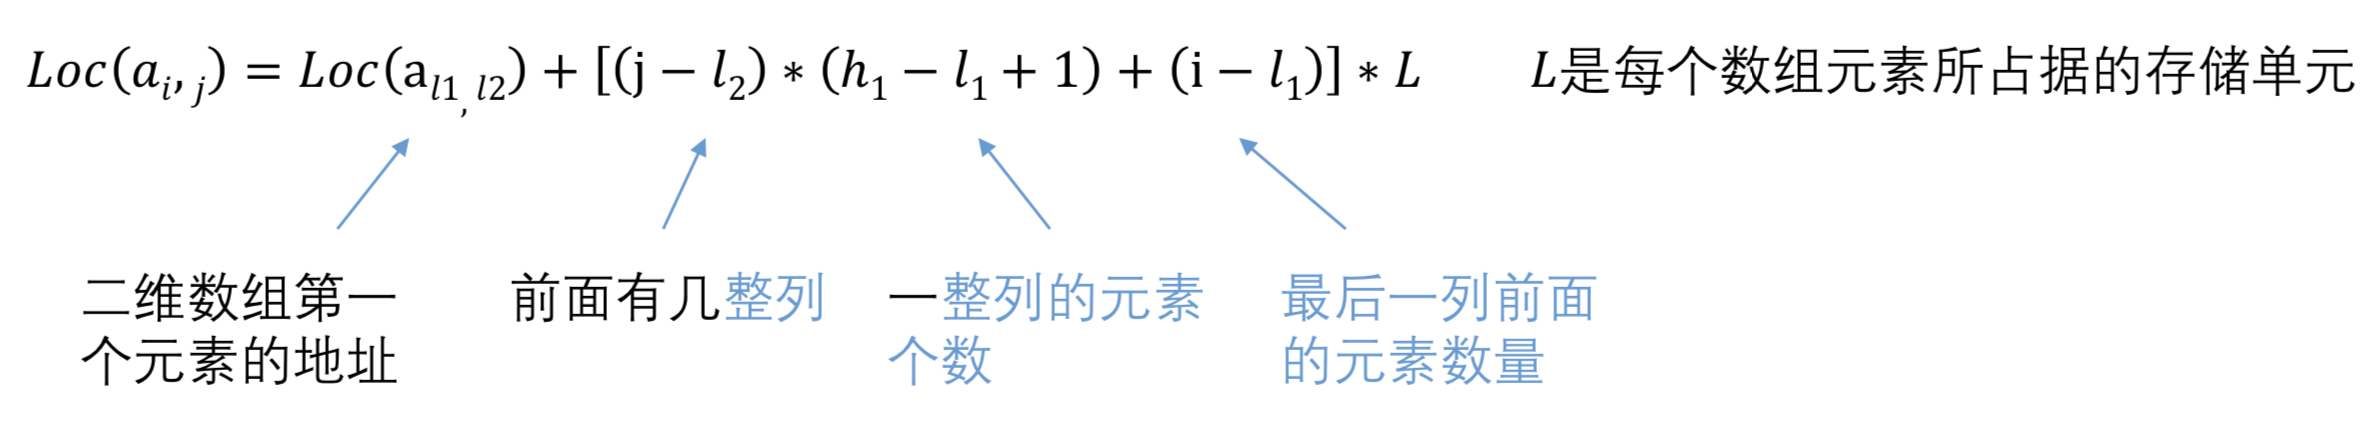 Loc(a_{i,j}) = Loc(a_{l1,l2}) + [(j − l_2) * (h_1 − l_1 + 1) + (i − l_1)] * L L是每个数组元素所占据的存储单元
二维数组第一
个元素的地址
前面有几整列
一整列的元素
个数
最后一列前面
的元素数量